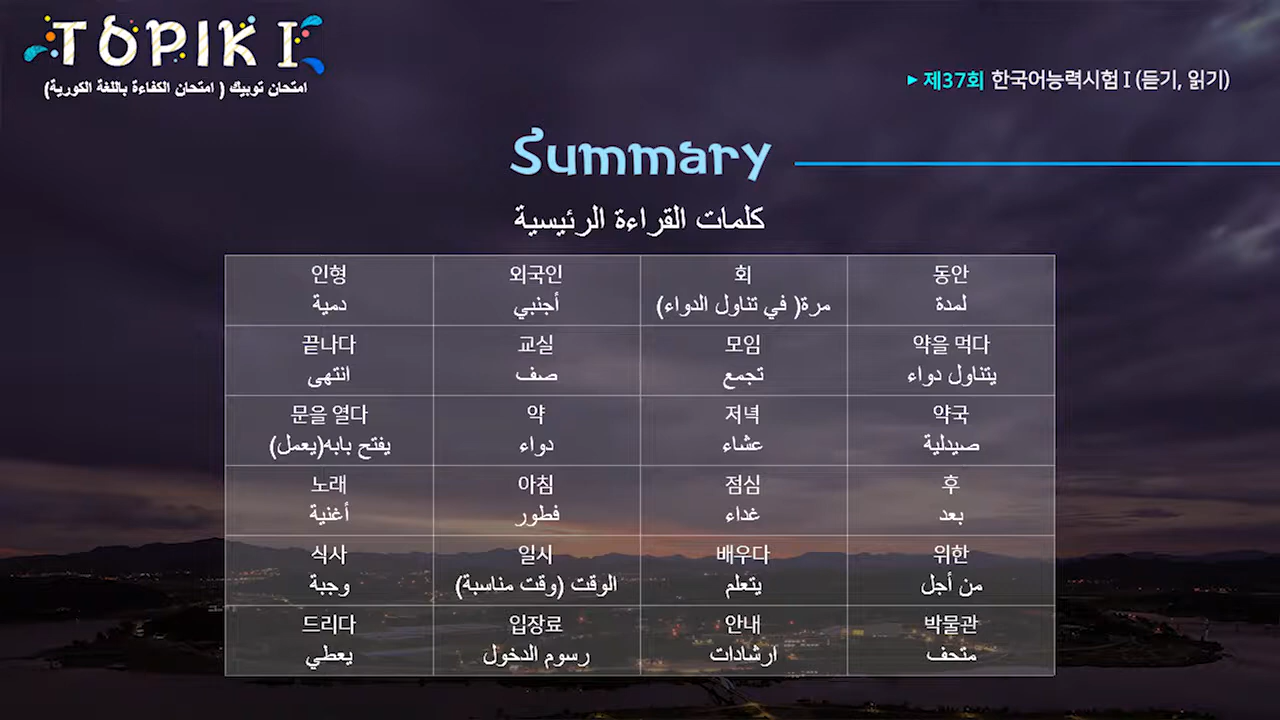 TOPIK I
امتحان توبيك ( امتحان الكفاءة باللغة الكورية)
▶ 제37회 한국어능력시험 I (듣기, 읽기)
Summary
كلمات القراءة الرئيسية
인형
دمية
외국인
أجنبي
회
مرة( في تناول الدواء)
동안
لمدة
끝나다
انتهى
교실
صف
모임
تجمع
약을 먹다
يتناول دواء
문을 열다
يفتح بابه(يعمل)
약
دواء
저녁
عشاء
약국
صيدلية
노래
أغنية
아침
فطور
점심
غداء
후
بعد
식사
وجبة
일시
الوقت (وقت مناسبة)
배우다
يتعلم
위한
من أجل
드리다
يعطي
입장료
رسوم الدخول
안내
ارشادات
박물관
متحف